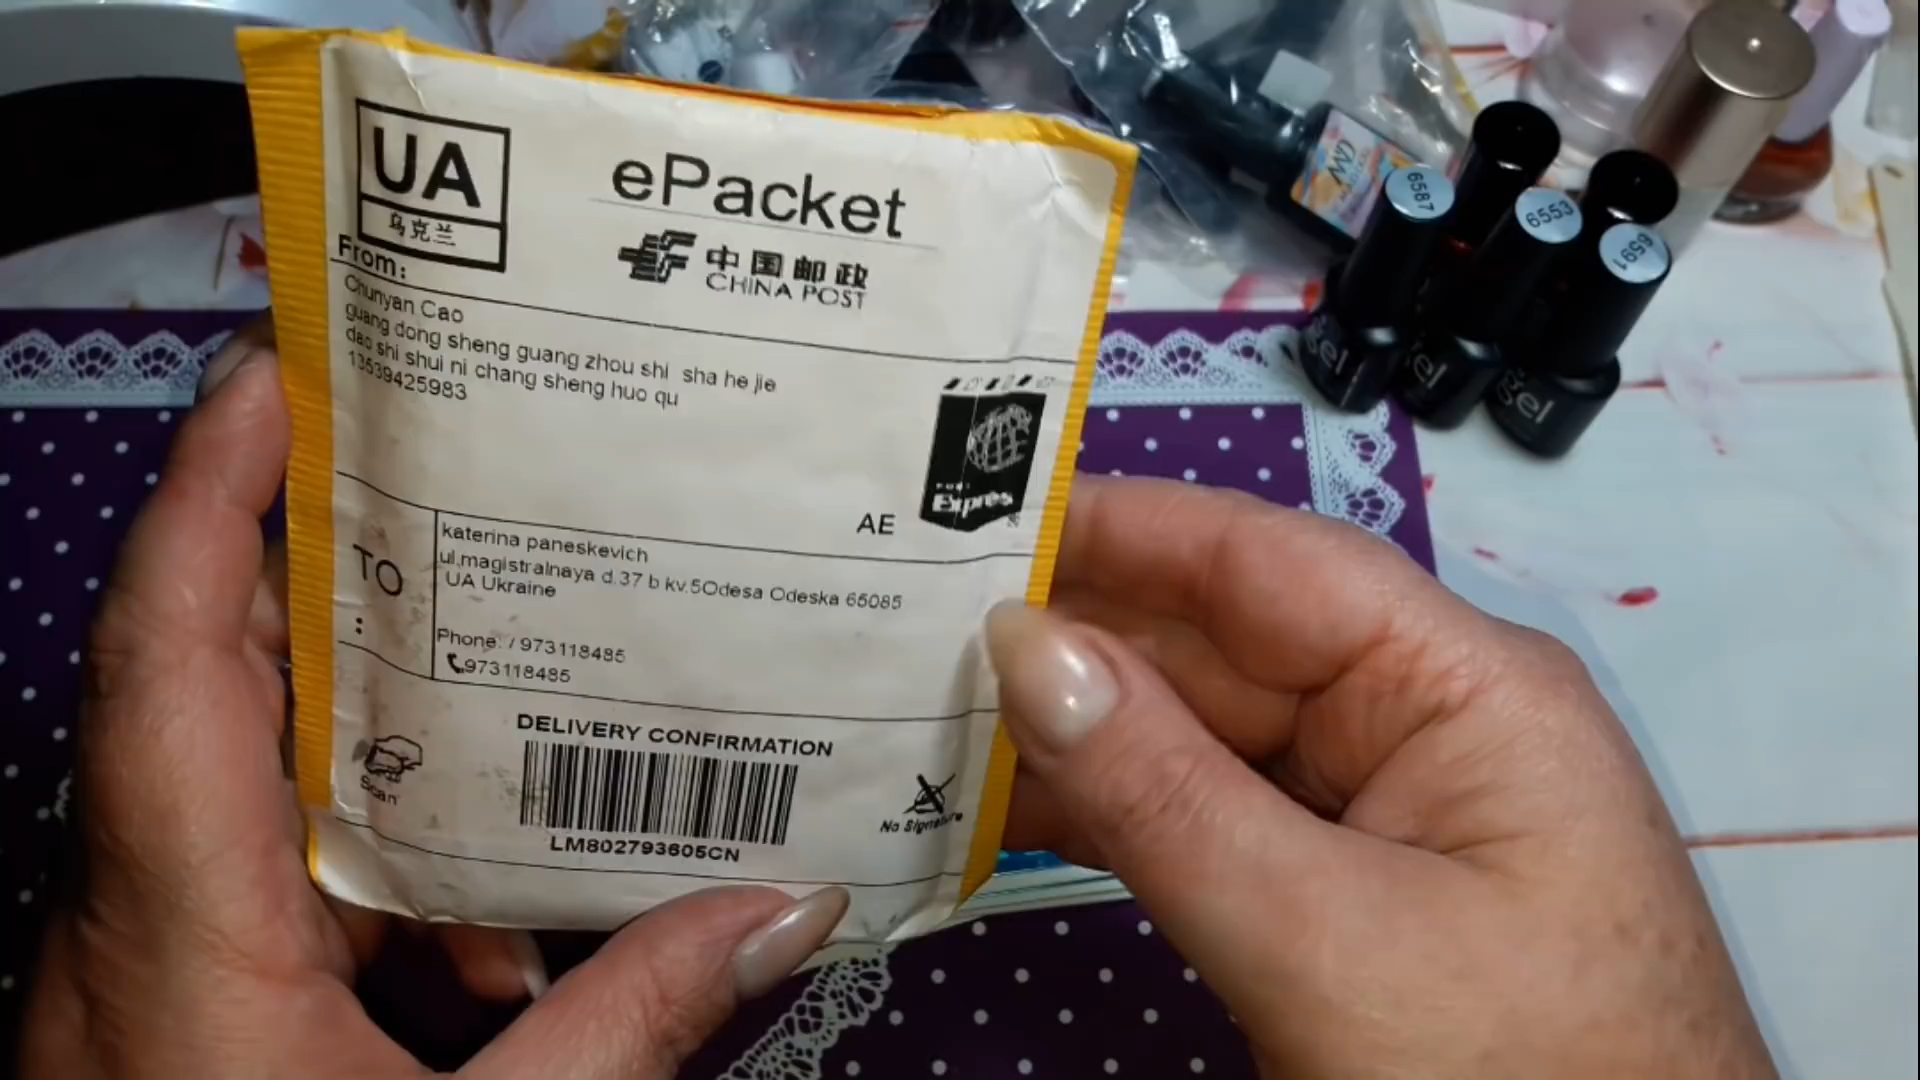 UA
乌克兰
ePacket
中国邮政
CHINA POST
From:
Chunyan Cao
guang dong sheng guang zhou shi sha he jie
dao shi shui ni chang sheng huo qu
13539425983
AE
Expres
TO
:
katerina paneskevich
ul,magistralnaya d.37 b kv.5Odesa Odeska 65085
UA Ukraine
Phone: / 973118485
973118485
DELIVERY CONFIRMATION
Scan
No Signature
LM802793605CN
6587
6553
6591
gel
gel
gel